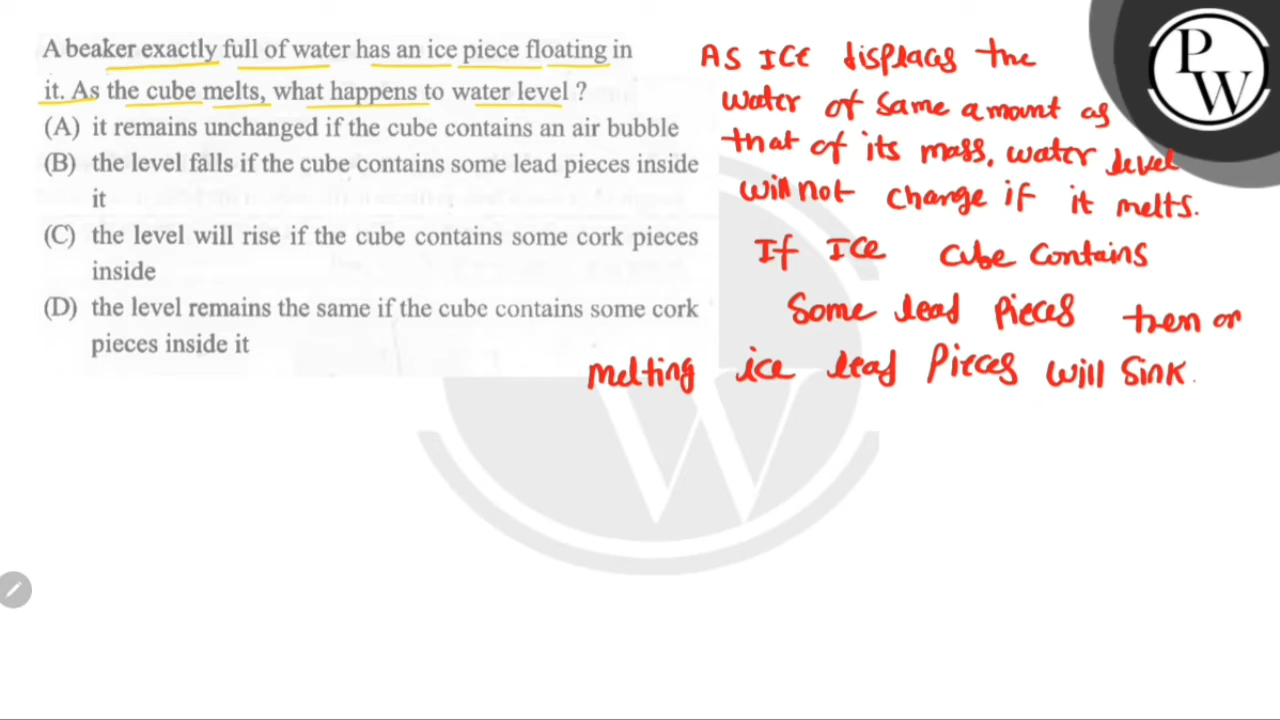 A beaker exactly full of water has an ice piece floating in
it. As the cube melts, what happens to water level ?
(A) it remains unchanged if the cube contains an air bubble
(B) the level falls if the cube contains some lead pieces inside
it
(C) the level will rise if the cube contains some cork pieces
inside
(D) the level remains the same if the cube contains some cork
pieces inside it
As ICE displaces the
water of same amount as
that of its mass, water level
will not change if it melts.
If ICE cube contains
Some lead pieces then on
melting ice lead pieces will sink.
P
W